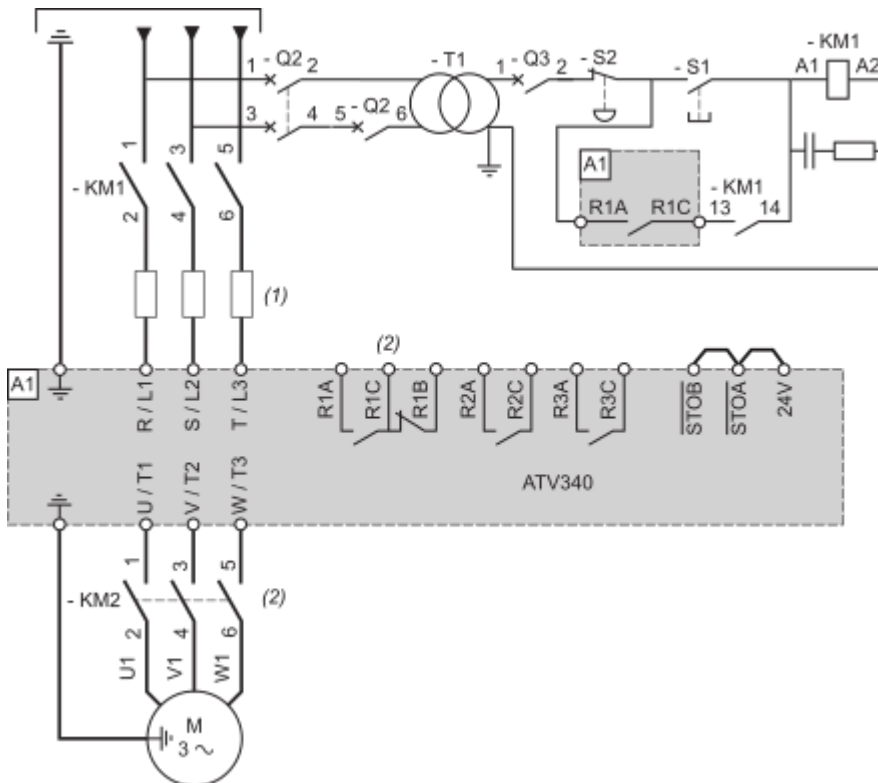 1 - Q2 2 - T1 1 - Q3 2 - S2 - S1 - KM1
A1 A2
3 4 5 - Q2 6
1 3 5
- KM1
2 4 6
A1
R1A R1C
- KM1
13 14
(1)
(2)
A1
R / L1 S / L2 T / L3
R1A R1C R1B R2A R2C R3A R3C
STOB STOA 24V
ATV340
U / T1 V / T2 W / T3
1 3 5
- KM2 (2)
2 4 6
U1 V1 W1
M
3 ~